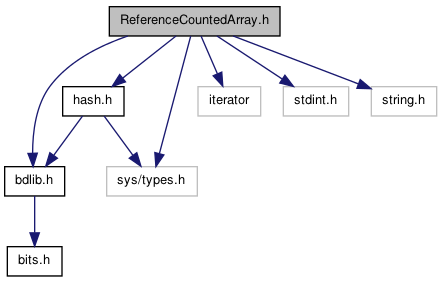 ReferenceCountedArray.h
hash.h
iterator
stdint.h
string.h
bdlib.h
sys/types.h
bits.h